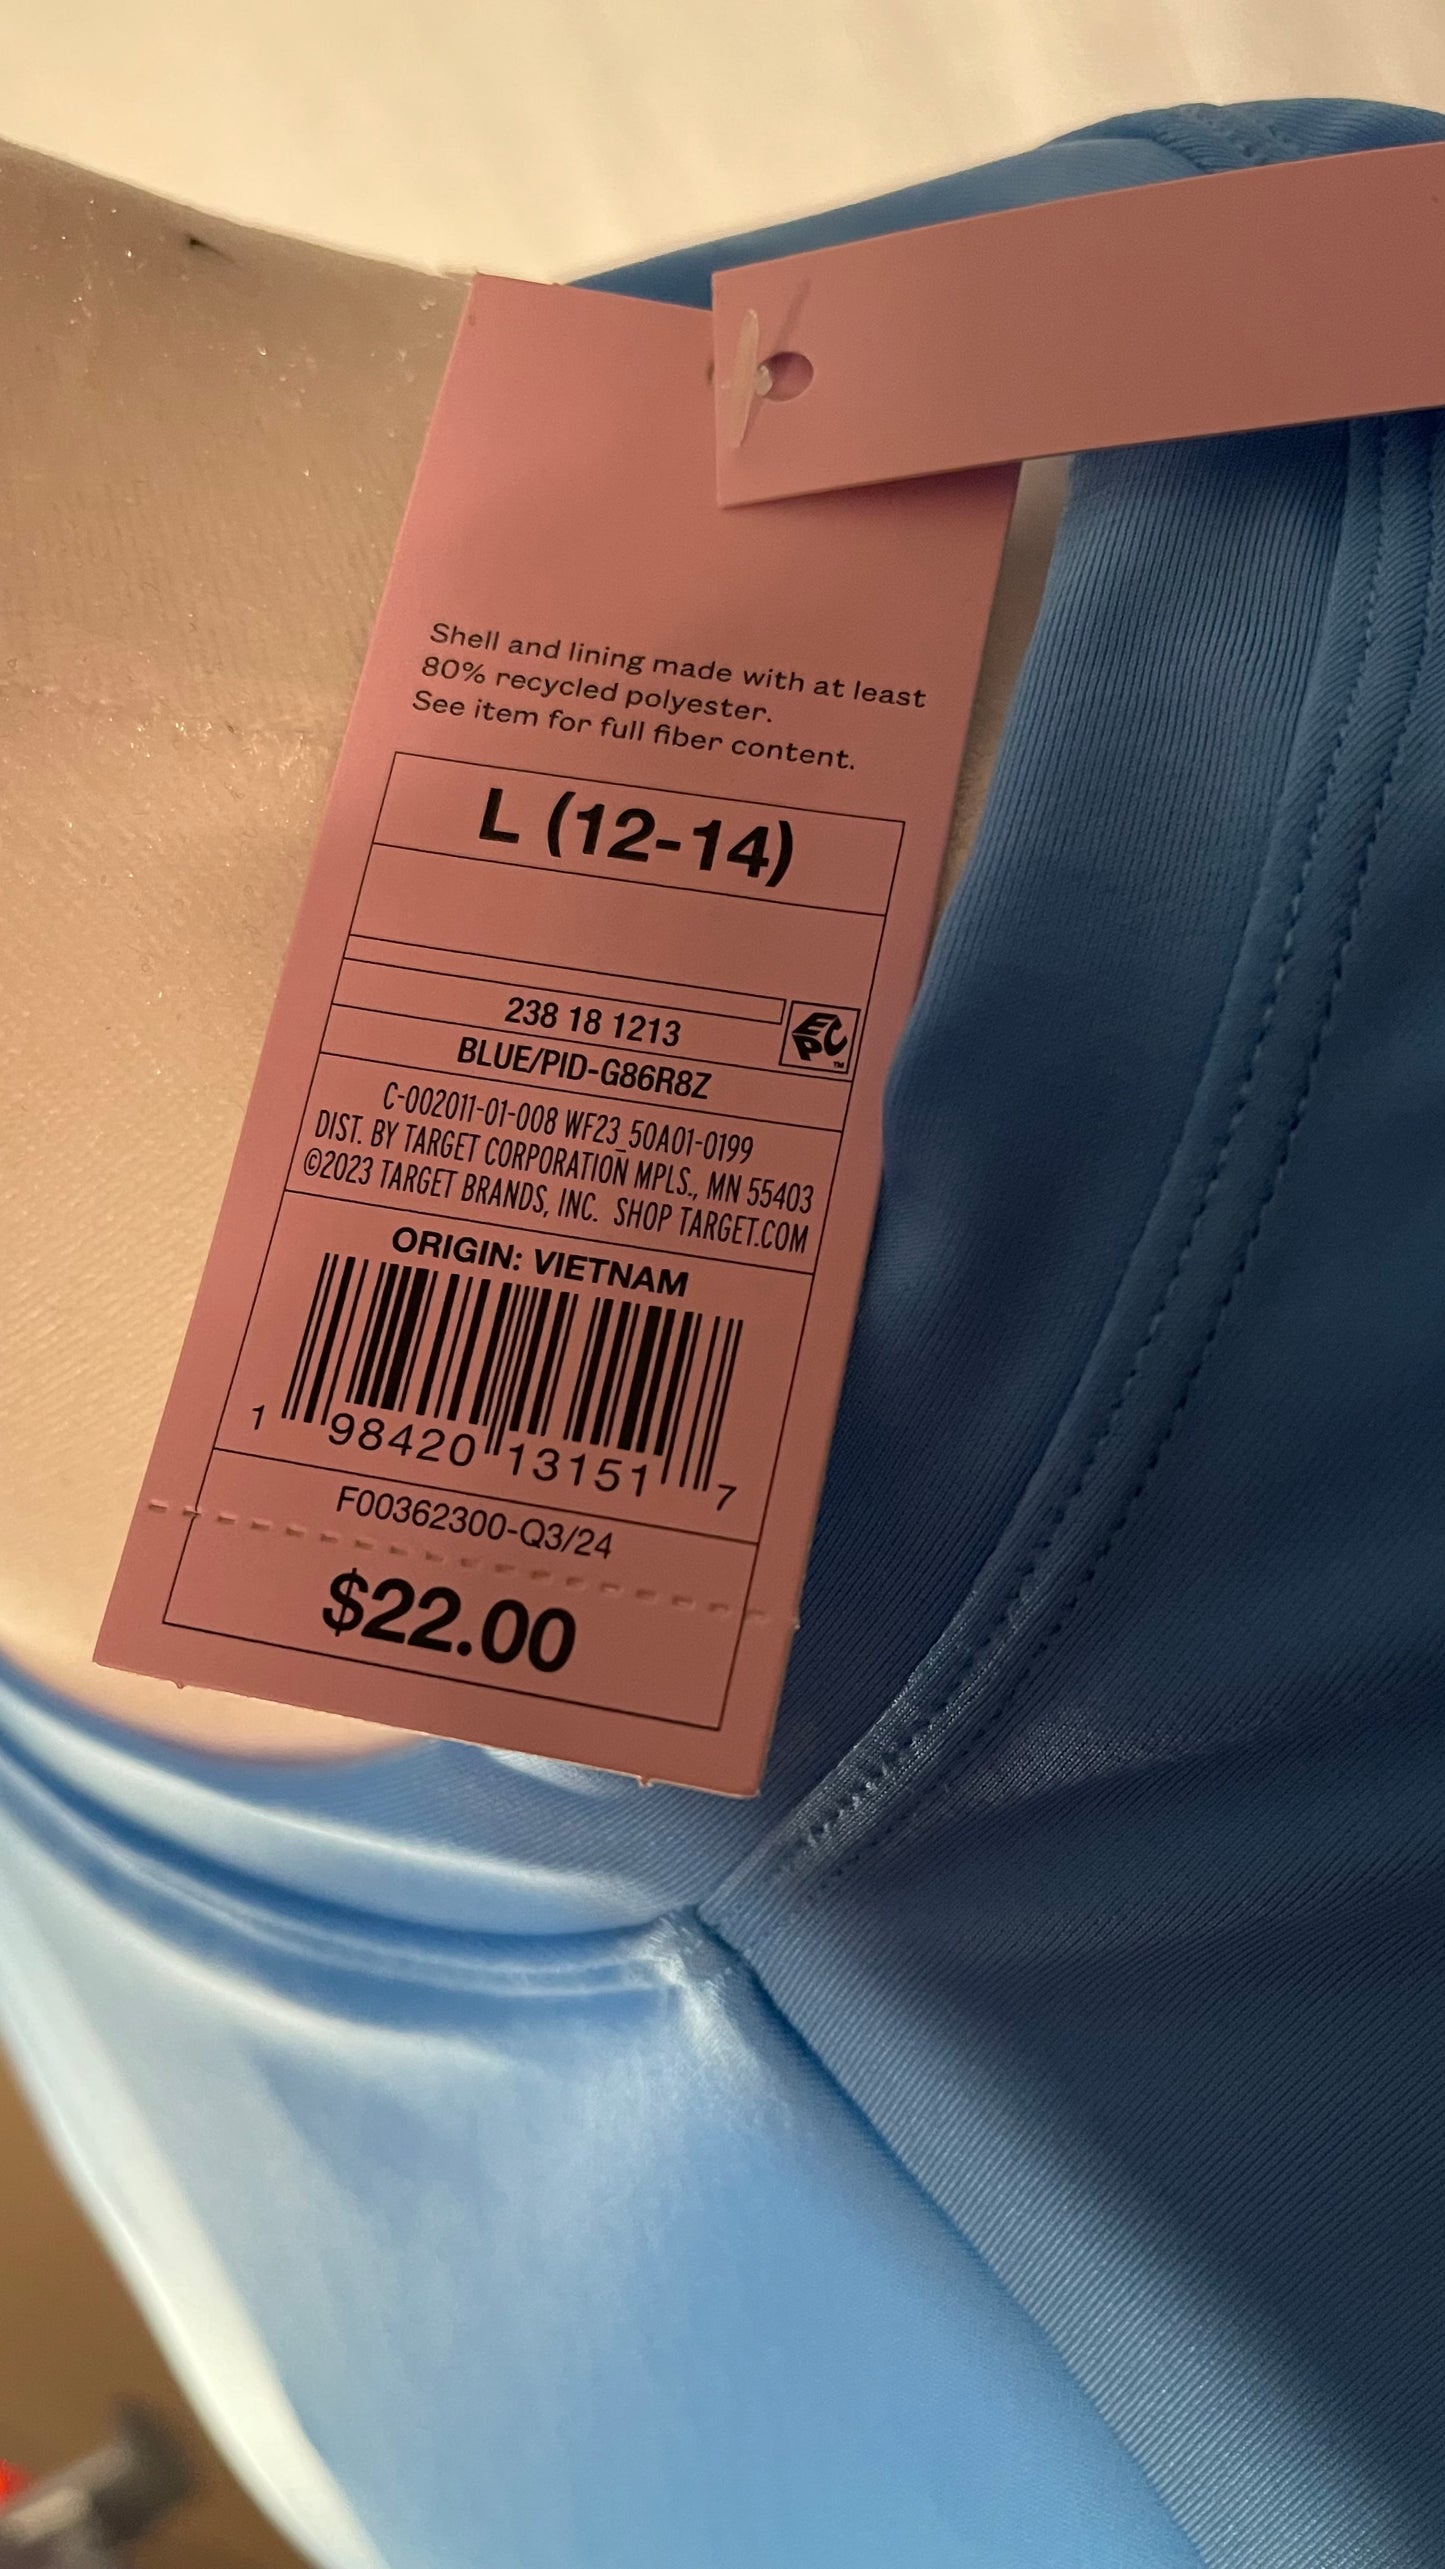 Shell and lining made with at least
80% recycled polyester.
See item for full fiber content.
L (12-14)
238 18 1213
EPC™
BLUE/PID-G86R8Z
C-002011-01-008 WF23_50A01-0199
DIST. BY TARGET CORPORATION MPLS., MN 55403
©2023 TARGET BRANDS, INC. SHOP TARGET.COM
ORIGIN: VIETNAM
1 98420 13151 7
F00362300-Q3/24
$22.00